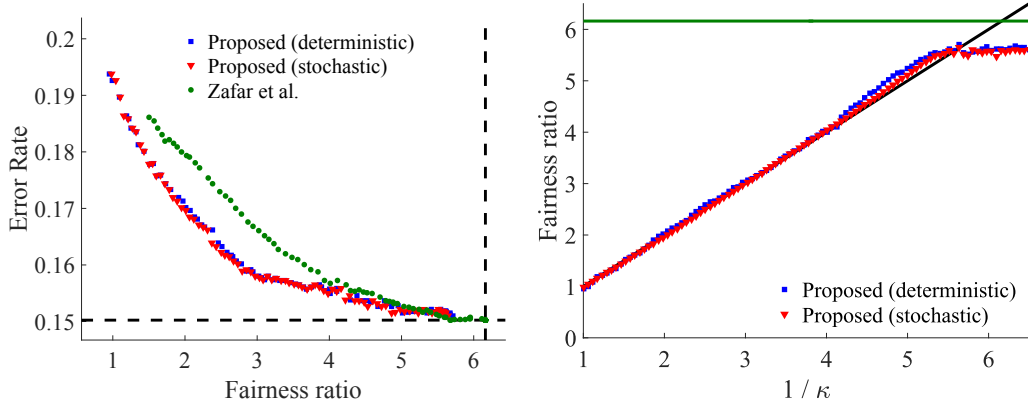 0.2
0.19
0.18
0.17
0.16
0.15
Error Rate
Proposed (deterministic)
Proposed (stochastic)
Zafar et al.
1 2 3 4 5 6
Fairness ratio
6
5
4
3
2
1
0
Fairness ratio
Proposed (deterministic)
Proposed (stochastic)
1 2 3 4 5 6
1 / κ